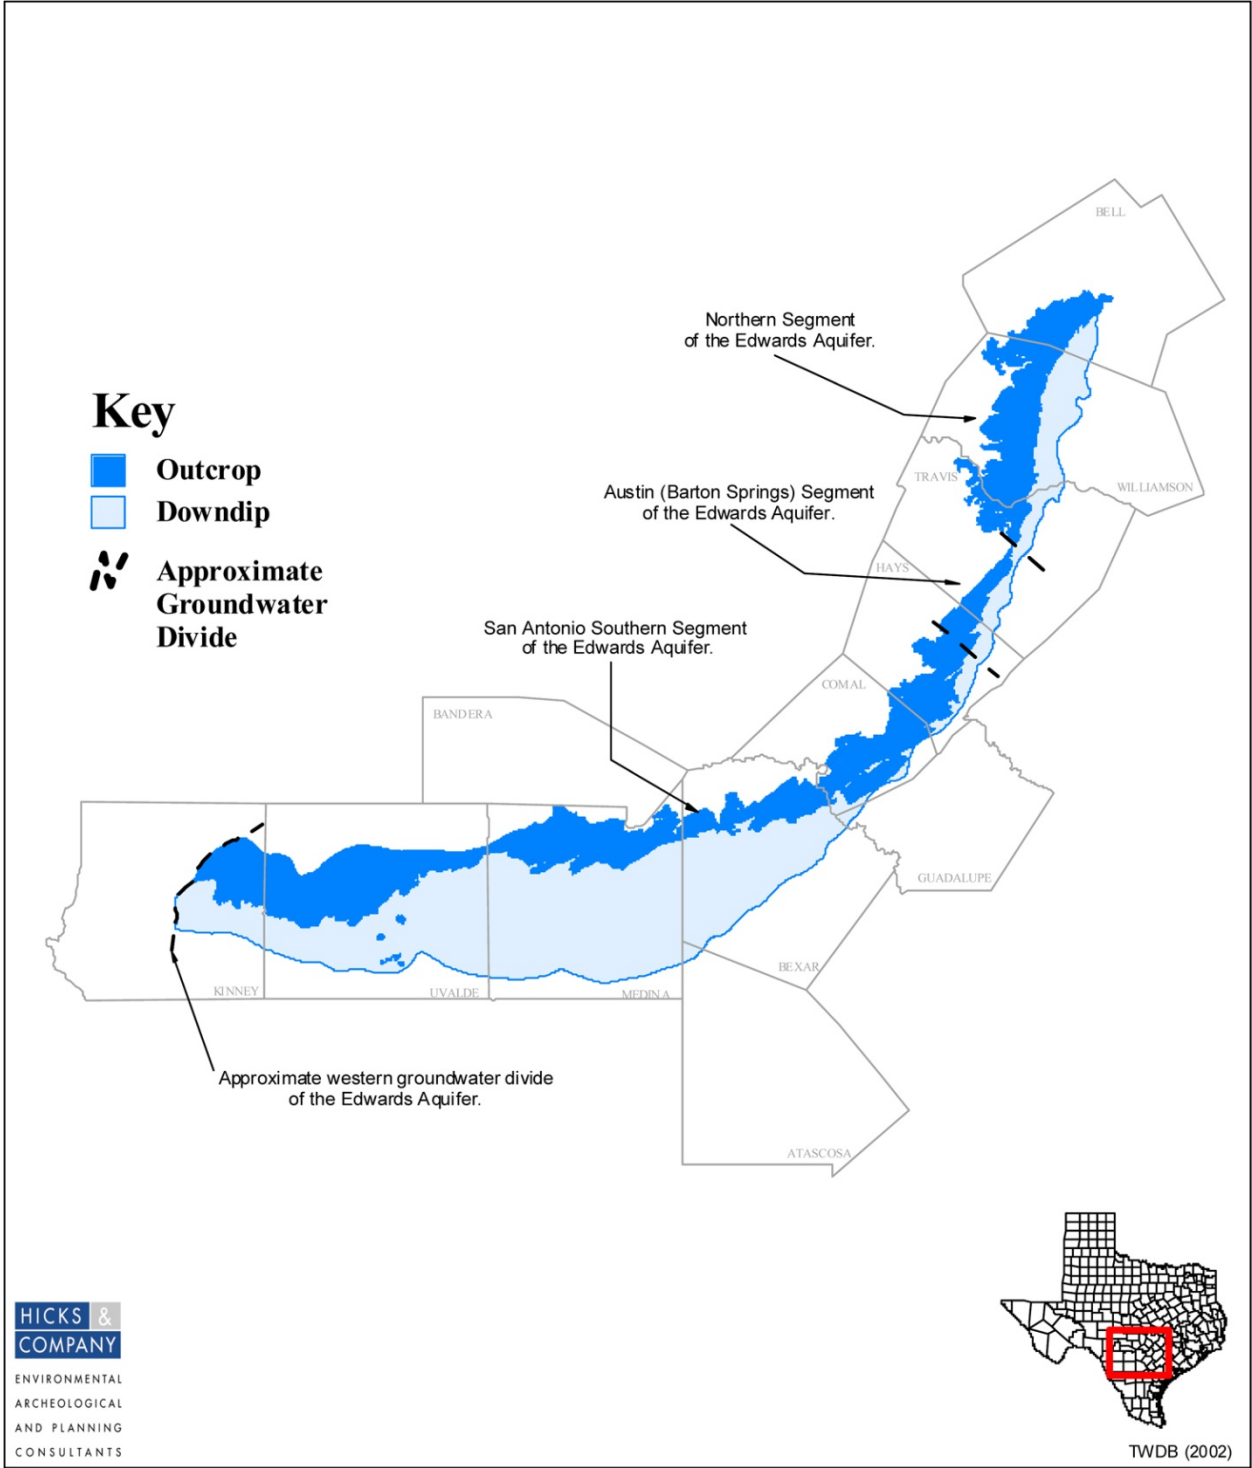 BELL
Northern Segment
of the Edwards Aquifer.
Key
Outcrop
Downdip
Approximate
Groundwater
Divide
TRAVIS
WILLIAMSON
Austin (Barton Springs) Segment
of the Edwards Aquifer.
HAYS
San Antonio Southern Segment
of the Edwards Aquifer.
COMAL
BANDERA
GUADALUPE
BEXAR
KINNEY
UVALDE
MEDINA
Approximate western groundwater divide
of the Edwards Aquifer.
ATASCOSA
HICKS &
COMPANY
ENVIRONMENTAL
ARCHEOLOGICAL
AND PLANNING
CONSULTANTS
TWDB (2002)